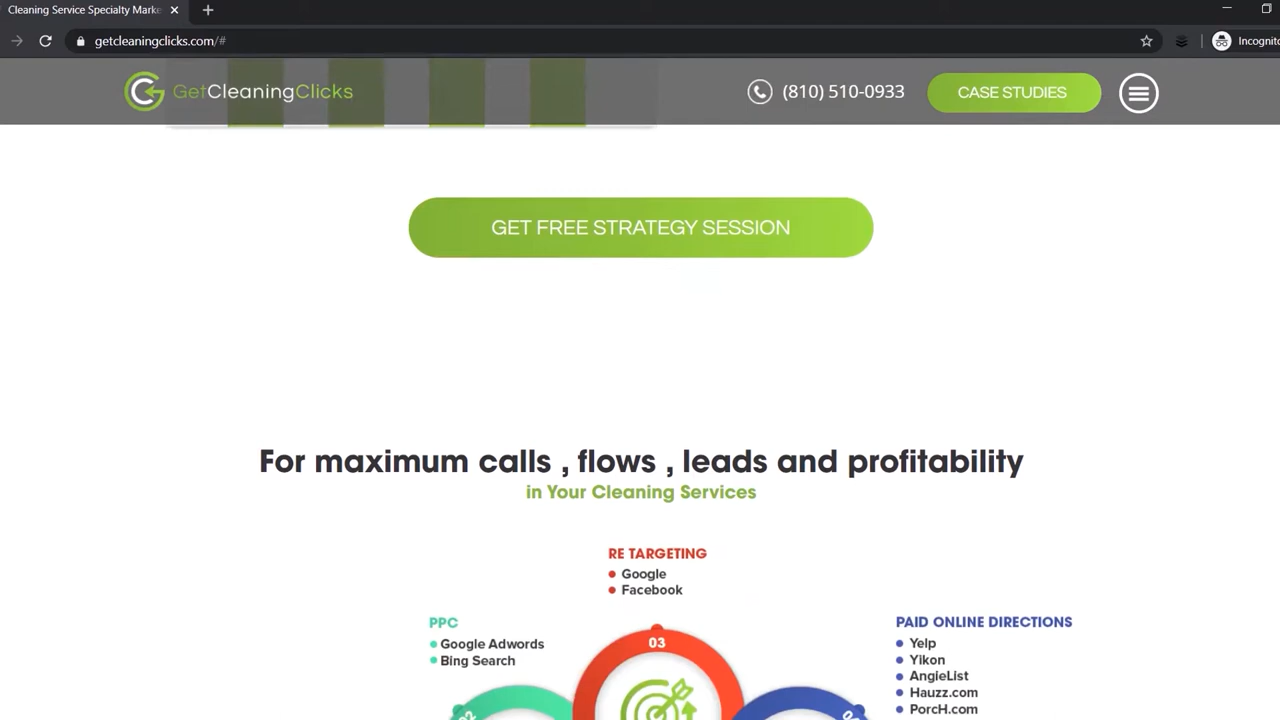 Cleaning Service Specialty Marke
getcleaningclicks.com/#
Incognito
GetCleaningClicks
(810) 510-0933
CASE STUDIES
GET FREE STRATEGY SESSION
For maximum calls , flows , leads and profitability
in Your Cleaning Services
RE TARGETING
Google
Facebook
PPC
Google Adwords
Bing Search
PAID ONLINE DIRECTIONS
Yelp
Yikon
AngieList
Hauzz.com
PorcH.com
03
02